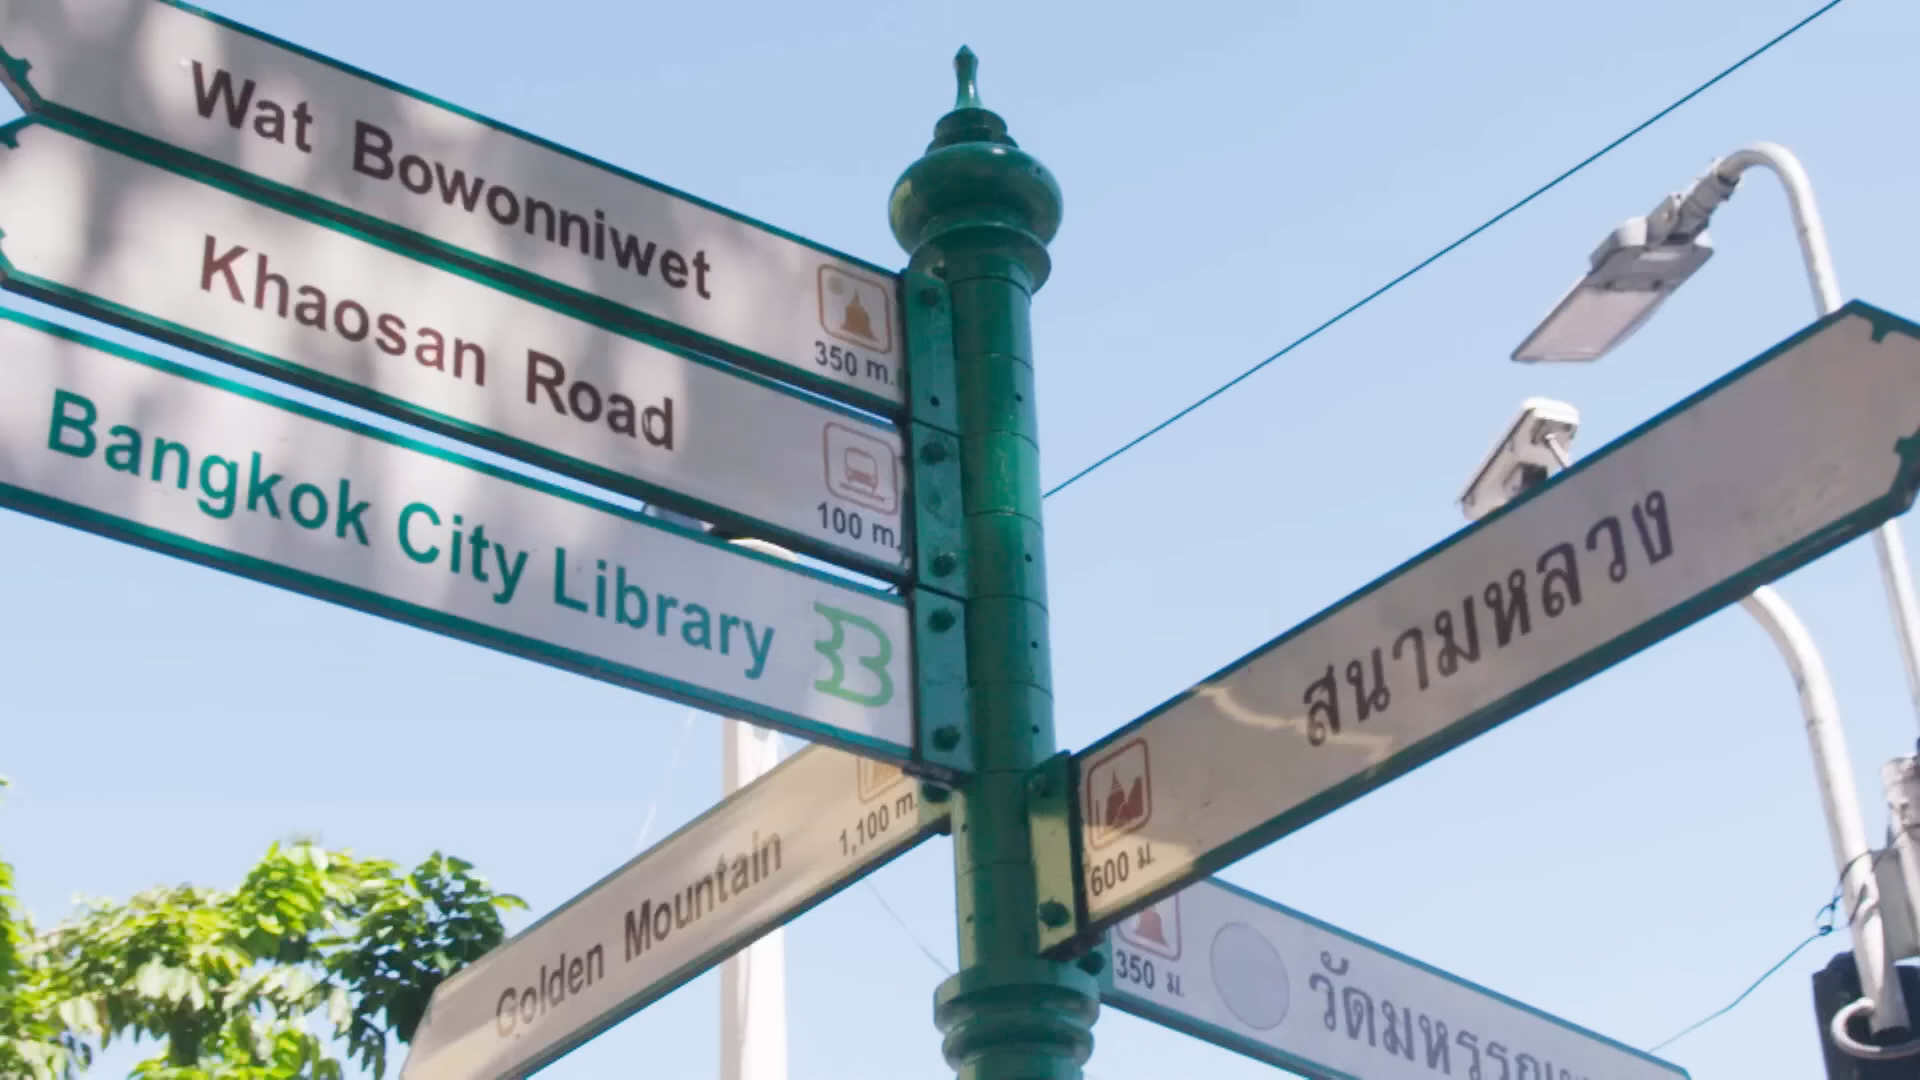 Wat Bowonniwet
350 m.
Khaosan Road
100 m.
Bangkok City Library
Golden Mountain
1,100 m.
สนามหลวง
600 ม.
350 ม.